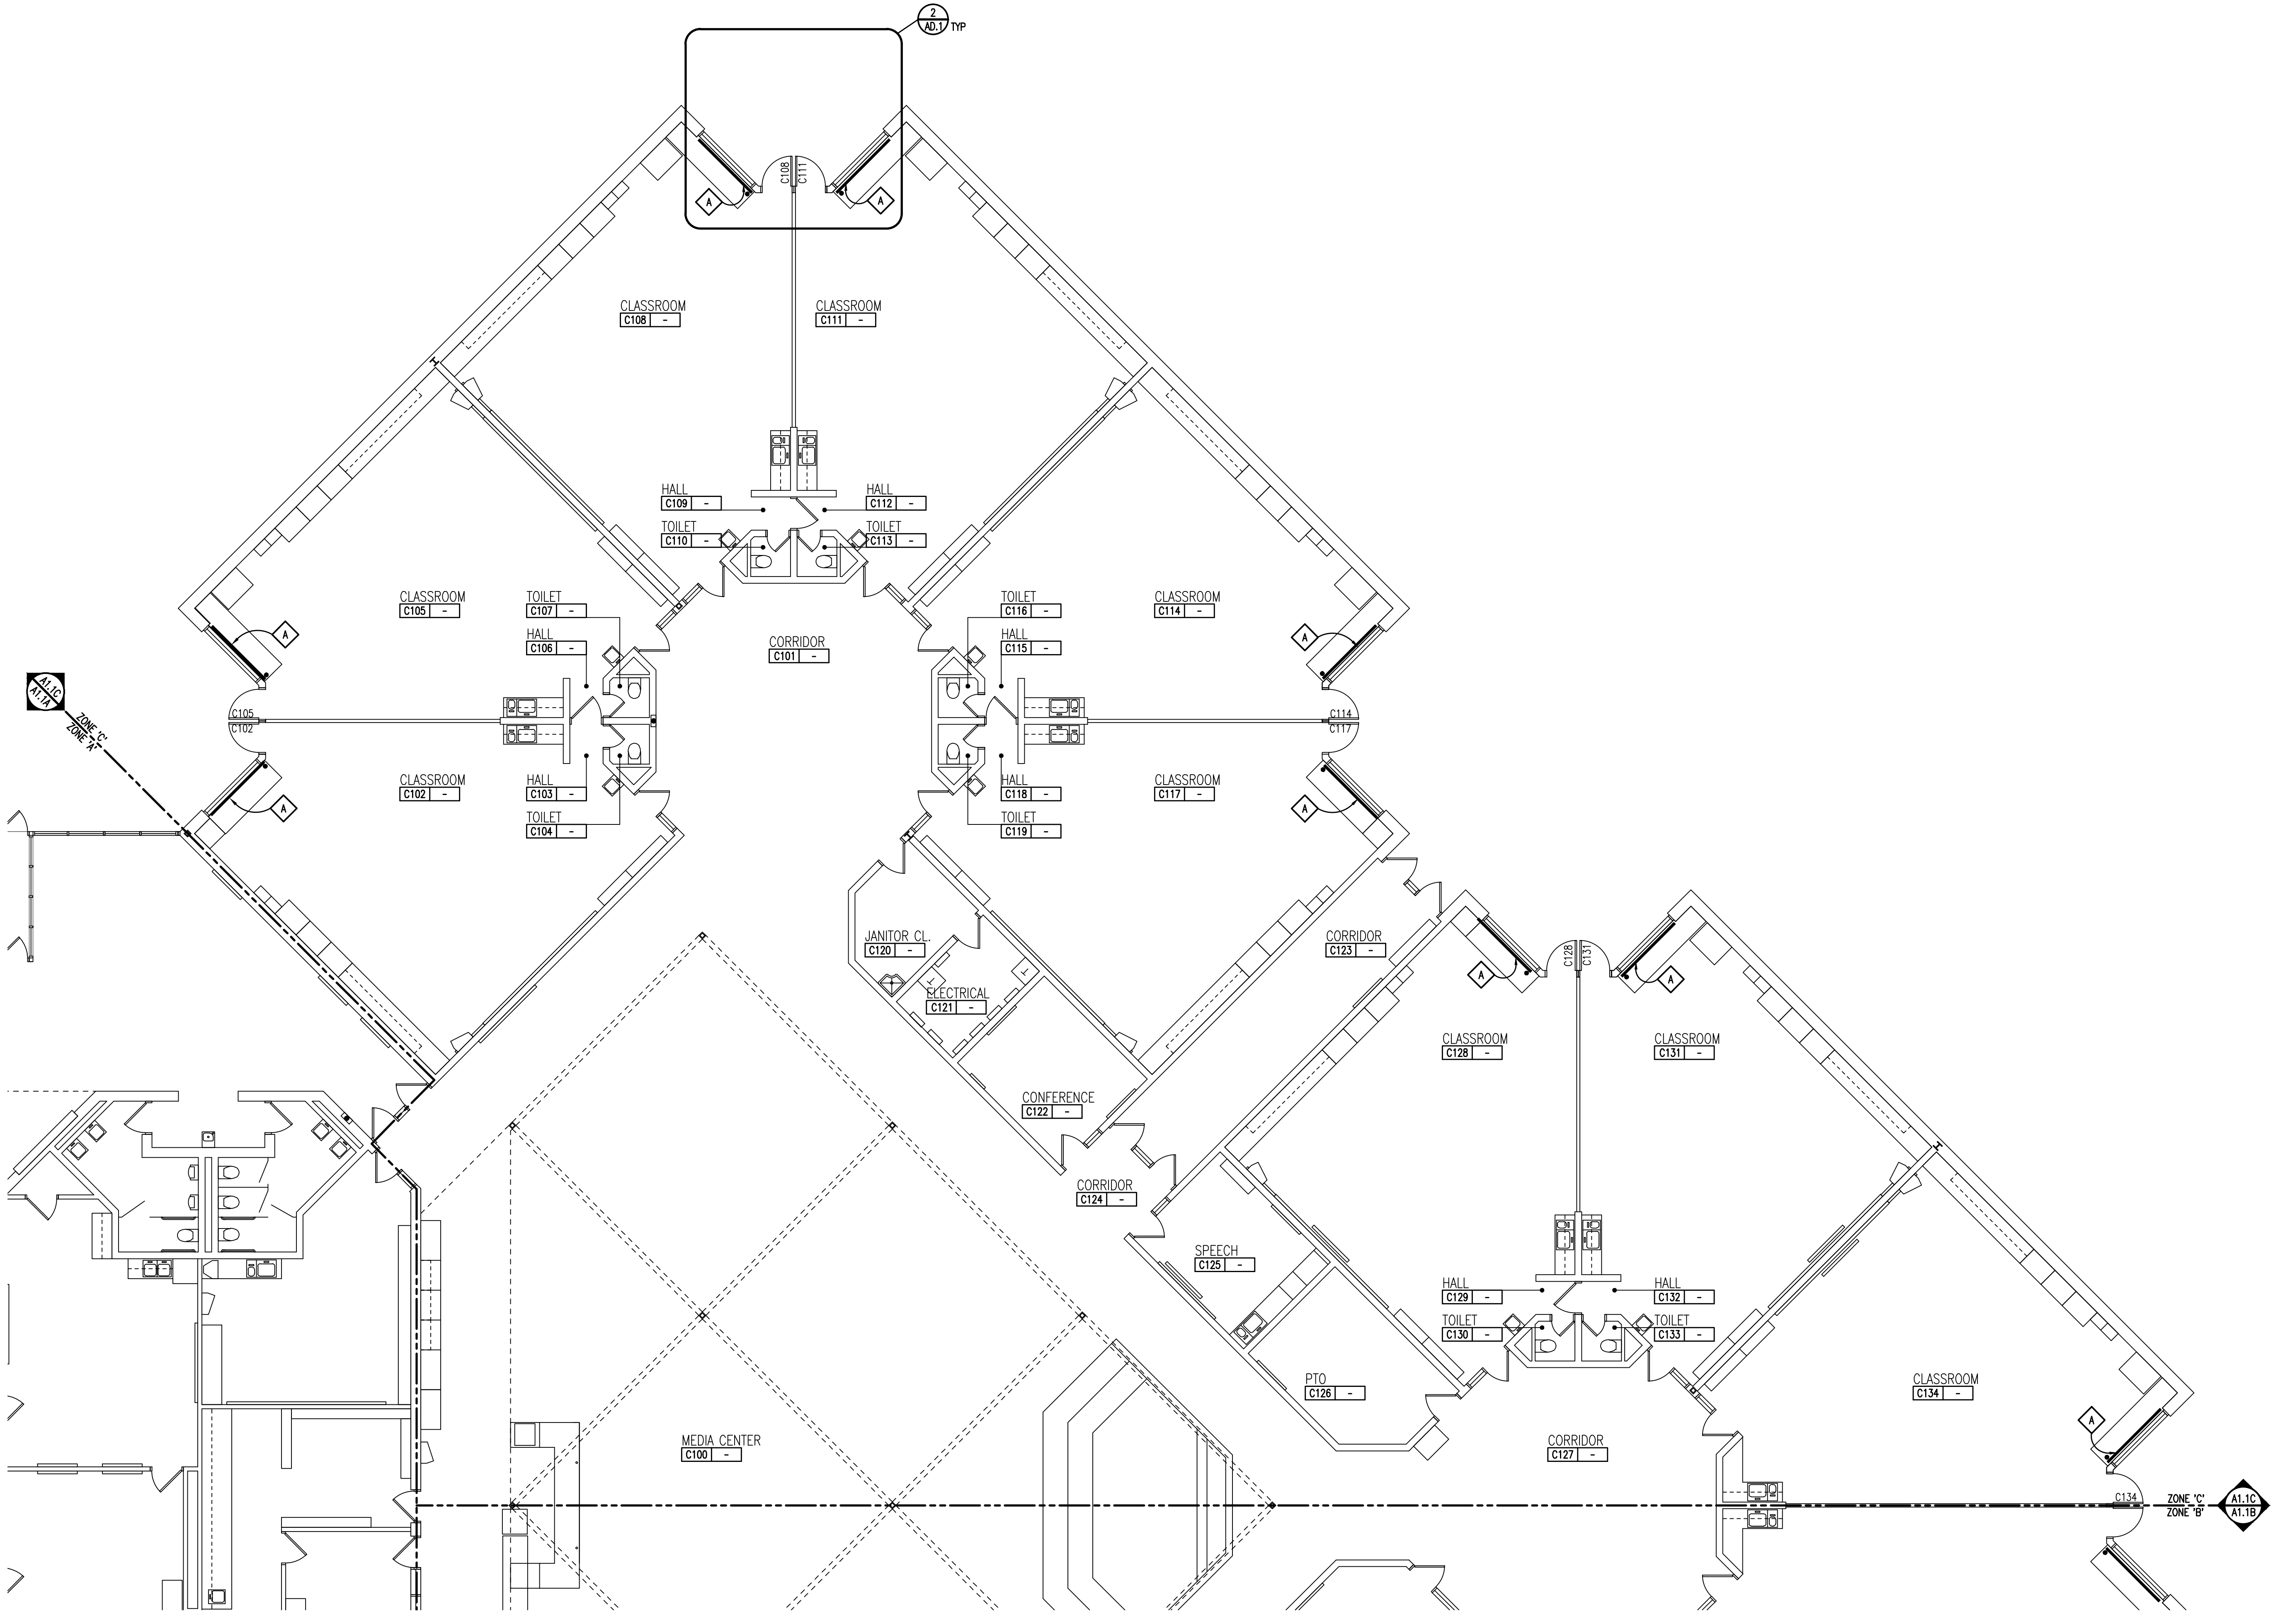 2
AD.1 TYP
C108
C111
A
A
CLASSROOM
C108 -
CLASSROOM
C111 -
HALL
C109 -
HALL
C112 -
TOILET
C110 -
TOILET
C113 -
CLASSROOM
C105 -
TOILET
C107 -
TOILET
C116 -
CLASSROOM
C114 -
A
HALL
C106 -
CORRIDOR
C101 -
HALL
C115 -
A
A1.1C
A1.1A
ZONE 'C'
ZONE 'A'
C105
C102
C114
C117
CLASSROOM
C102 -
HALL
C103 -
HALL
C118 -
CLASSROOM
C117 -
A
A
TOILET
C104 -
TOILET
C119 -
JANITOR CL.
C120 -
CORRIDOR
C123 -
C128
C131
A
A
ELECTRICAL
C121 -
CLASSROOM
C128 -
CLASSROOM
C131 -
CONFERENCE
C122 -
CORRIDOR
C124 -
SPEECH
C125 -
HALL
C129 -
HALL
C132 -
TOILET
C130 -
TOILET
C133 -
PTO
C126 -
CLASSROOM
C134 -
A
MEDIA CENTER
C100 -
CORRIDOR
C127 -
C134
ZONE 'C'
ZONE 'B'
A1.1C
A1.1B